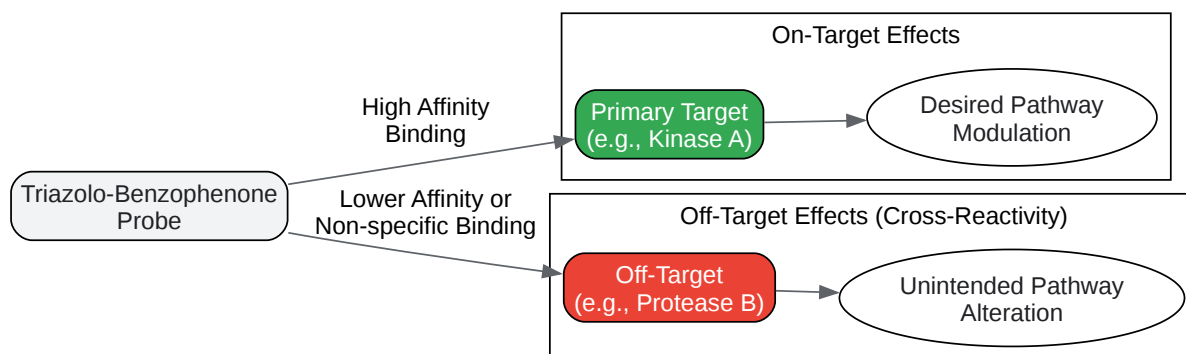 On-Target Effects
High Affinity
Binding
Primary Target
(e.g., Kinase A)
Desired Pathway
Modulation
Triazolo-Benzophenone
Probe
Lower Affinity or
Non-specific Binding
Off-Target Effects (Cross-Reactivity)
Off-Target
(e.g., Protease B)
Unintended Pathway
Alteration